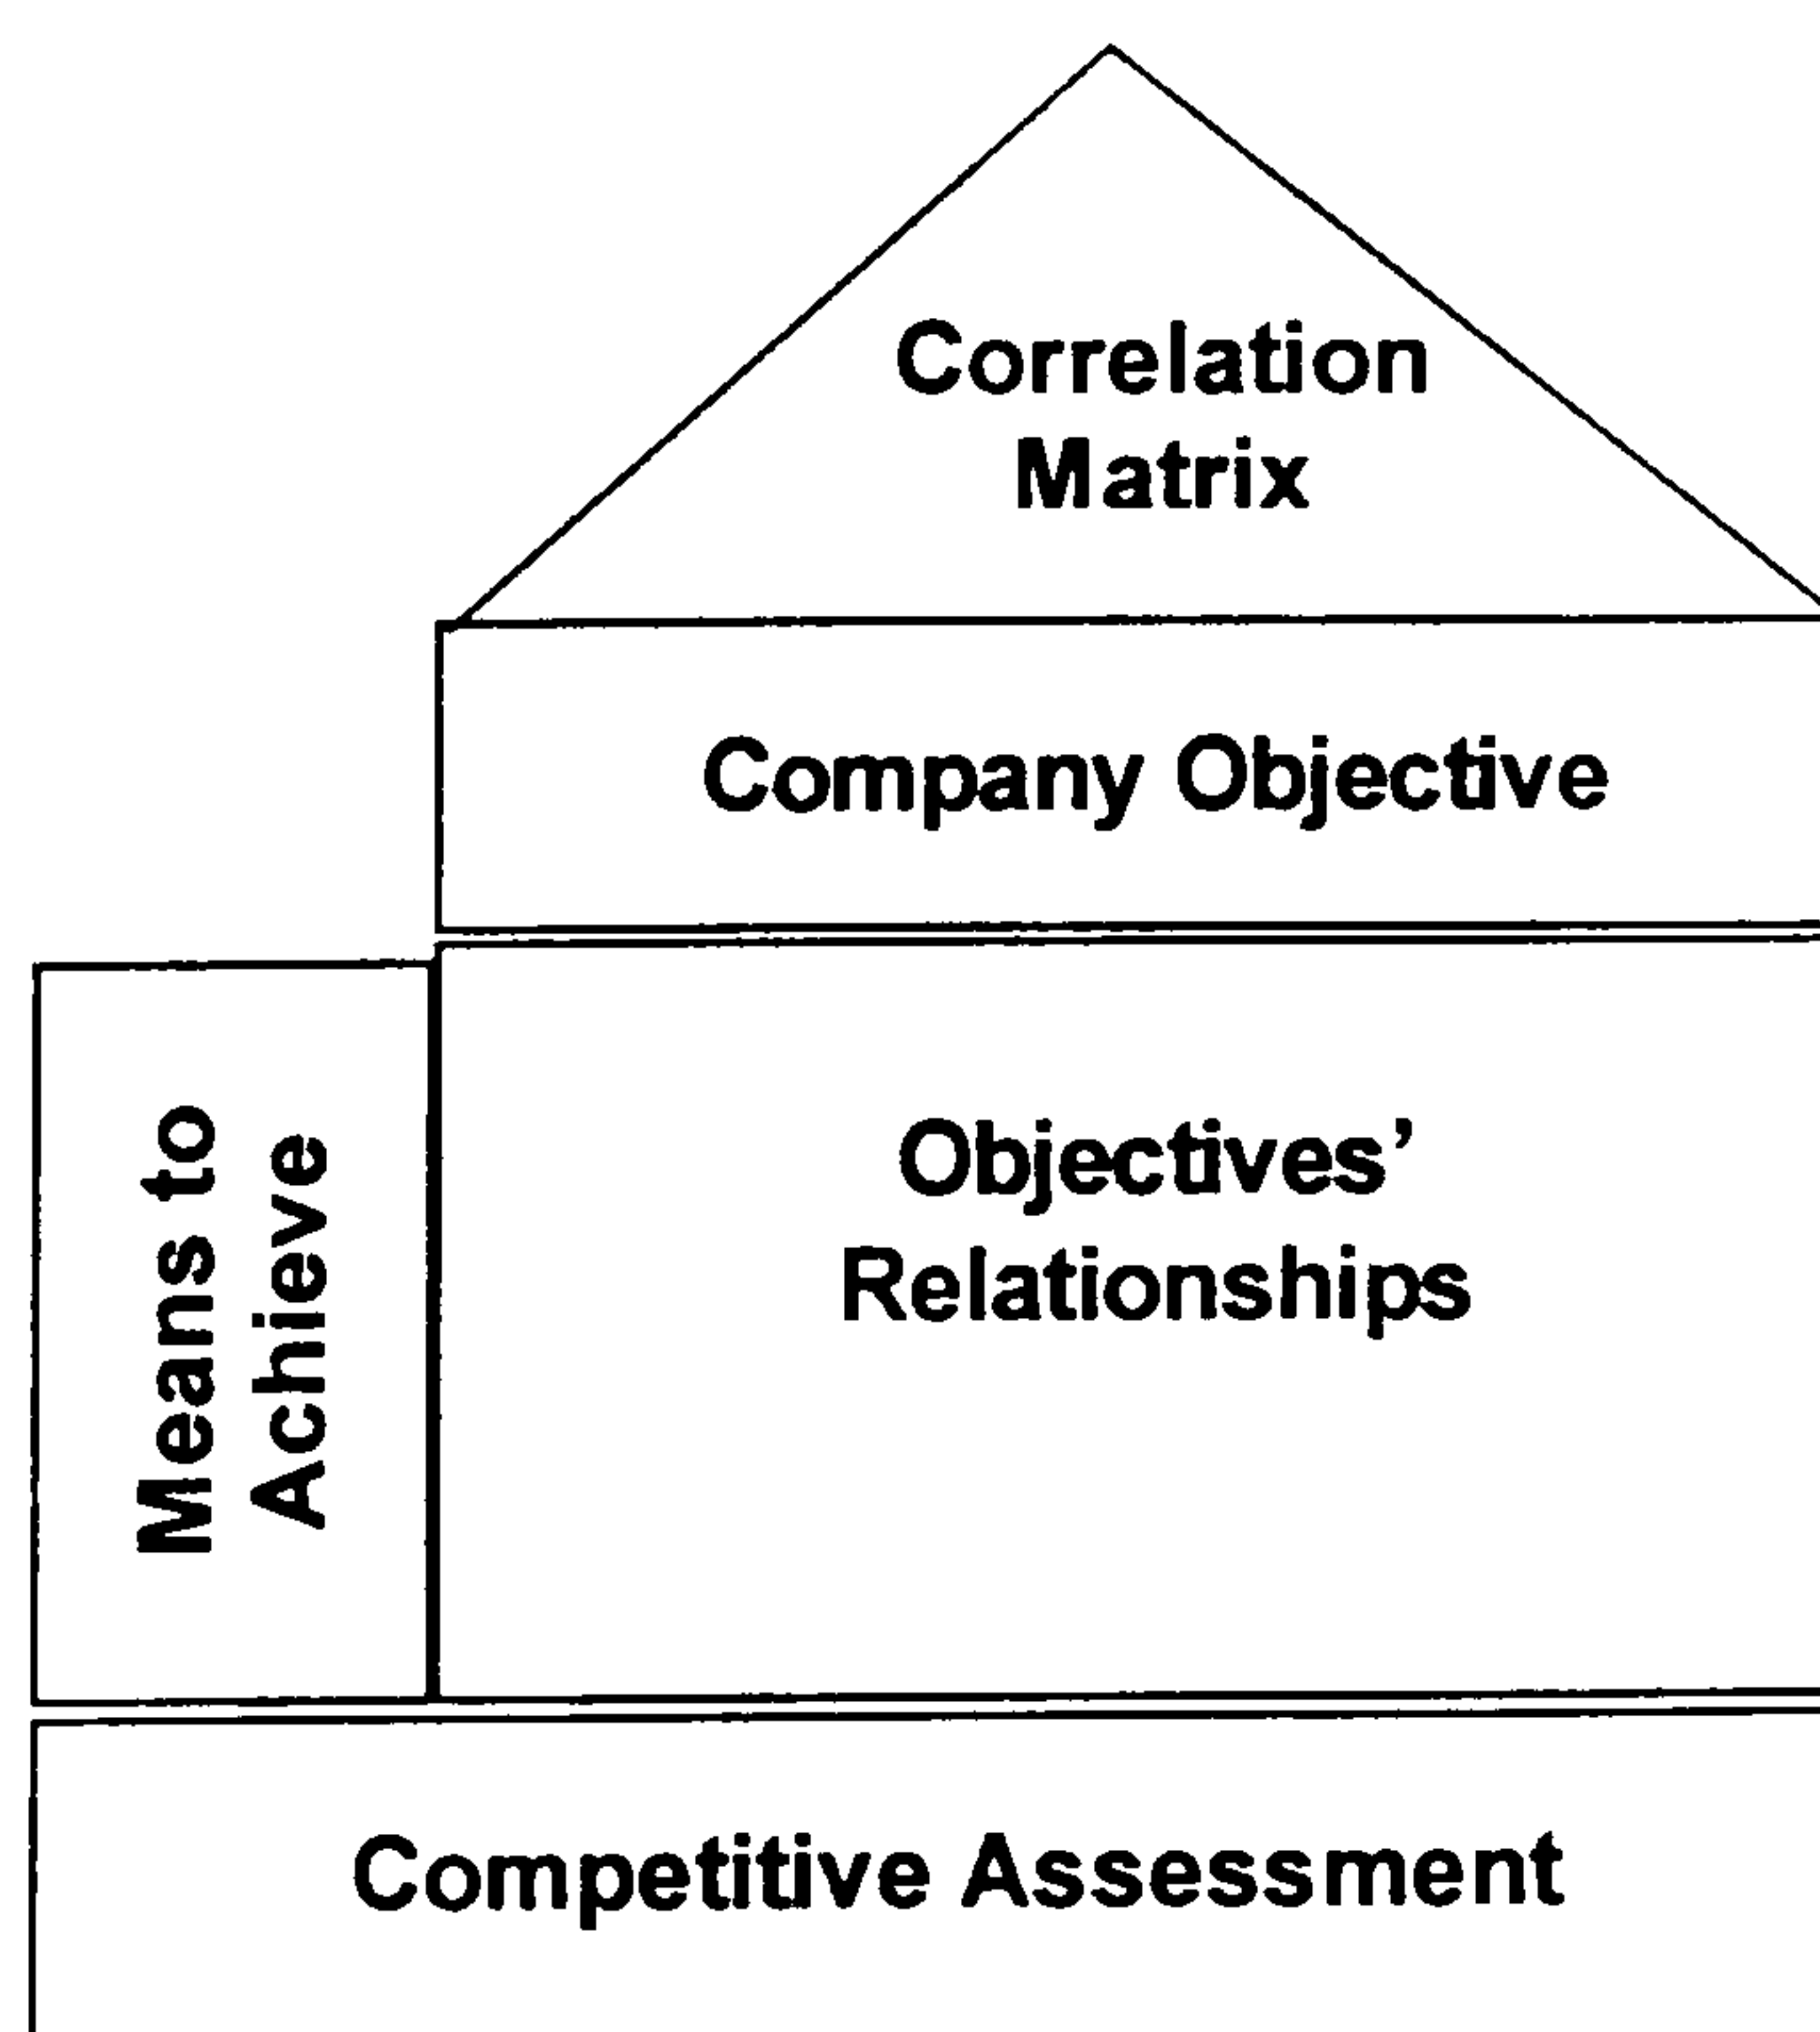 Correlation
Matrix
Company Objective
Means to
Achieve
Objectives’
Relationships
Competitive Assessment